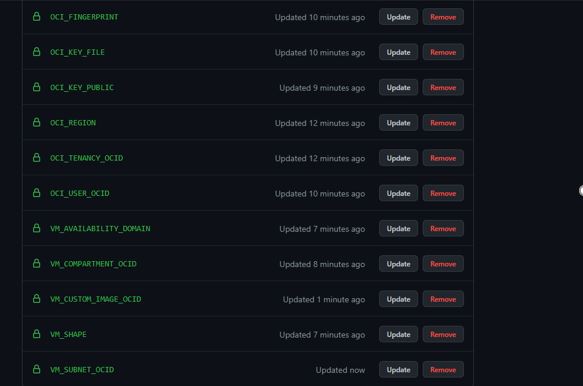 OCI_FINGERPRINT Updated 10 minutes ago Update Remove
OCI_KEY_FILE Updated 10 minutes ago Update Remove
OCI_KEY_PUBLIC Updated 9 minutes ago Update Remove
OCI_REGION Updated 12 minutes ago Update Remove
OCI_TENANCY_OCID Updated 12 minutes ago Update Remove
OCI_USER_OCID Updated 10 minutes ago Update Remove
VM_AVAILABILITY_DOMAIN Updated 7 minutes ago Update Remove
VM_COMPARTMENT_OCID Updated 8 minutes ago Update Remove
VM_CUSTOM_IMAGE_OCID Updated 1 minute ago Update Remove
VM_SHAPE Updated 7 minutes ago Update Remove
VM_SUBNET_OCID Updated now Update Remove